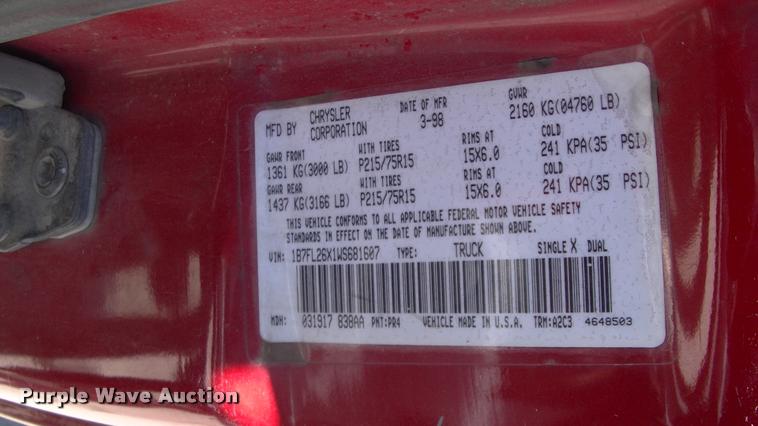 MFD BY CHRYSLER CORPORATION DATE OF MFR 3-98 GVWR 2160 KG(04760 LB)
GAWR FRONT WITH TIRES RIMS AT COLD
1361 KG(3000 LB) P215/75R15 15X6.0 241 KPA(35 PSI)
GAWR REAR WITH TIRES RIMS AT COLD
1437 KG(3166 LB) P215/75R15 15X6.0 241 KPA(35 PSI)
THIS VEHICLE CONFORMS TO ALL APPLICABLE FEDERAL MOTOR VEHICLE SAFETY
STANDARDS IN EFFECT ON THE DATE OF MANUFACTURE SHOWN ABOVE.
VIN: 1B7FL26X1WS681607 TYPE: TRUCK SINGLE X DUAL
MDH: 031917 838AA PNT:PR4 VEHICLE MADE IN U.S.A. TRM:A2C3 4648503
Purple Wave Auction